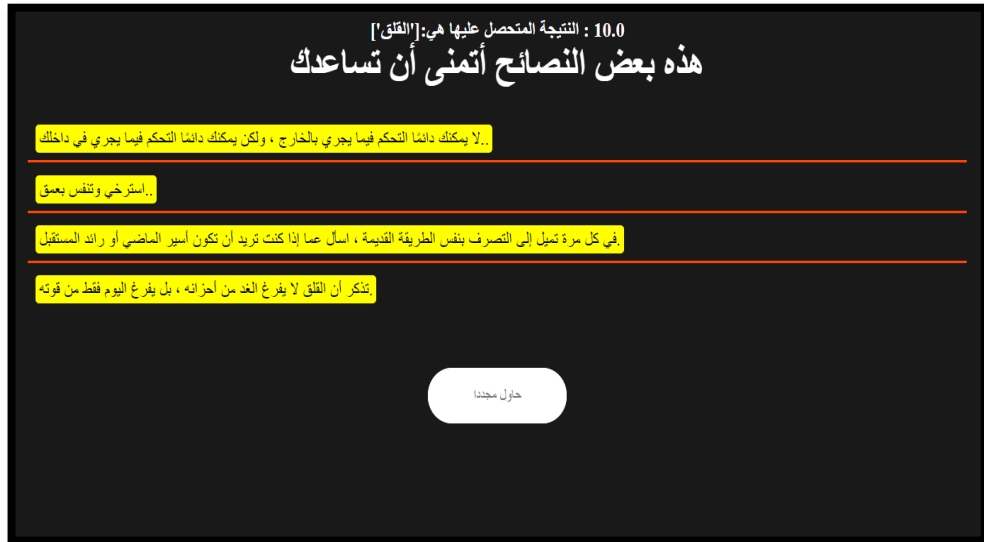 10.0 : النتيجة المتحصل عليها هي:['القلق']
هذه بعض النصائح أتمنى أن تساعدك
..لا يمكنك دائمًا التحكم فيما يجري بالخارج ، ولكن يمكنك دائمًا التحكم فيما يجري في داخلك
..استرخي وتنفس بعمق
.في كل مرة تميل إلى التصرف بنفس الطريقة القديمة ، اسأل عما إذا كنت تريد أن تكون أسير الماضي أو رائد المستقبل
.تذكر أن القلق لا يفرغ الغد من أحزانه ، بل يفرغ اليوم فقط من قوته
حاول مجددا